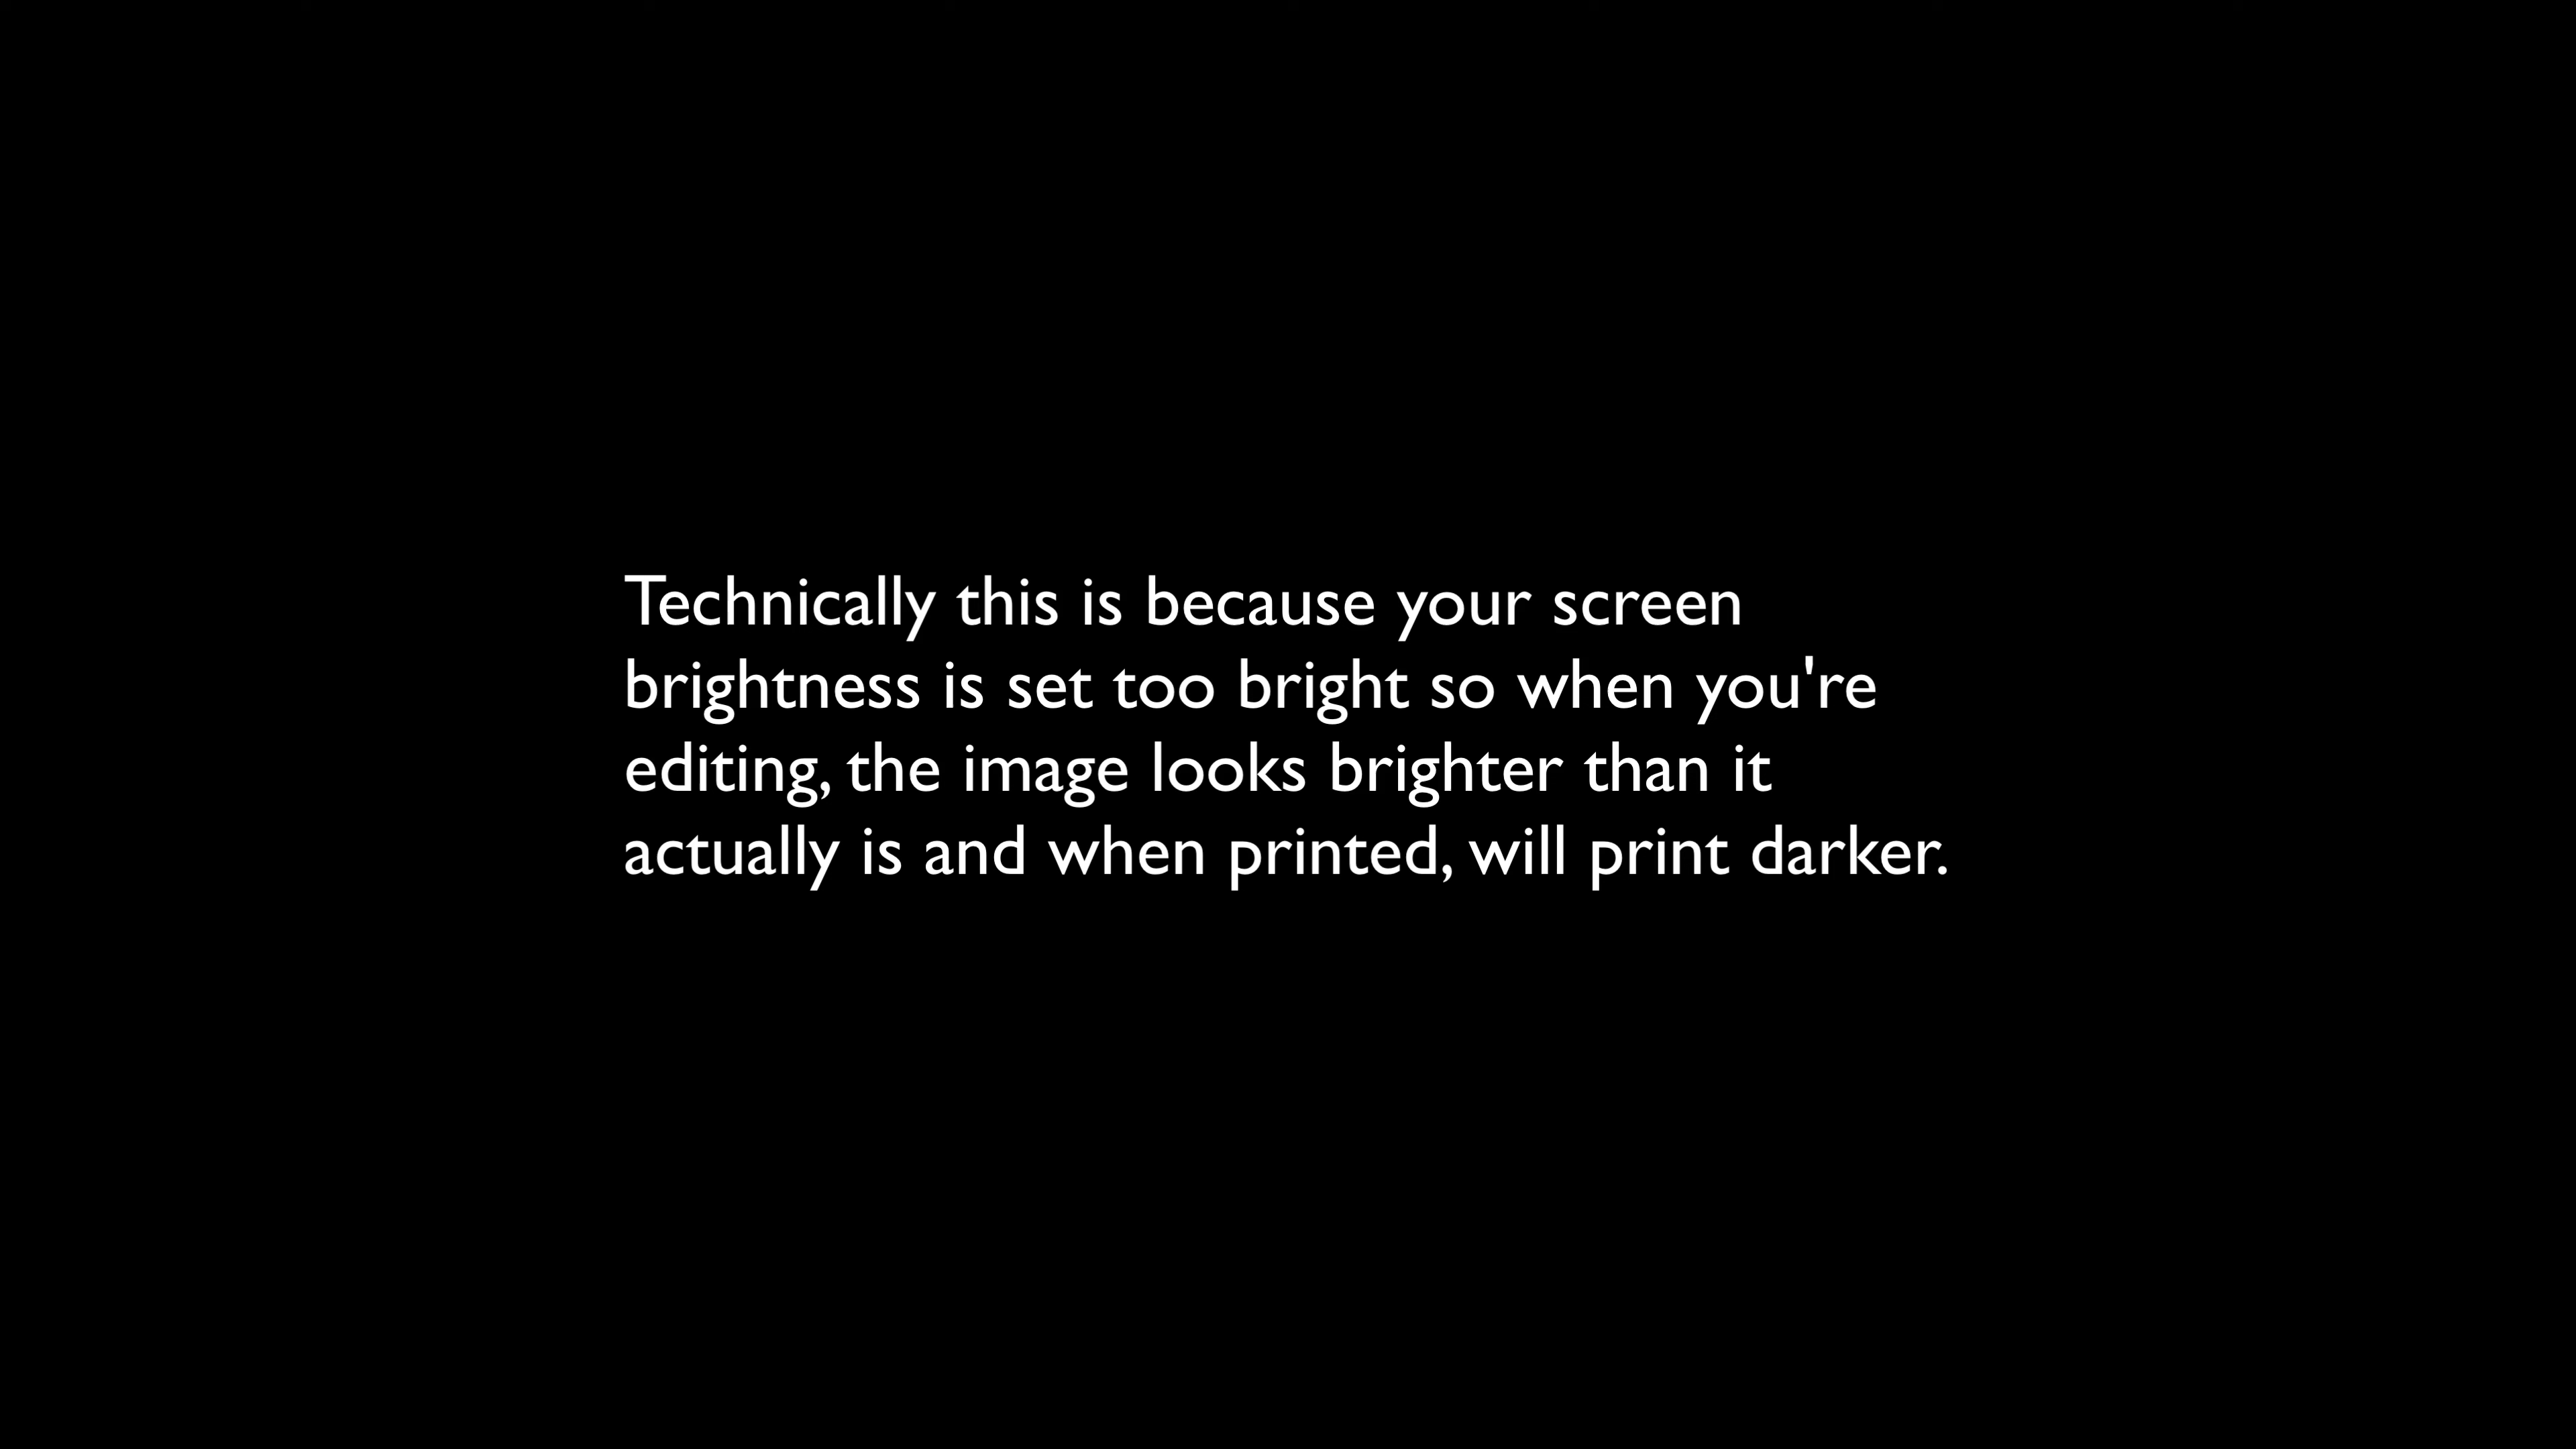 Technically this is because your screen
brightness is set too bright so when you're
editing, the image looks brighter than it
actually is and when printed, will print darker.